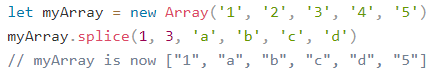 let myArray = new Array('1', '2', '3', '4', '5')
myArray.splice(1, 3, 'a', 'b', 'c', 'd')
// myArray is now ["1", "a", "b", "c", "d", "5"]